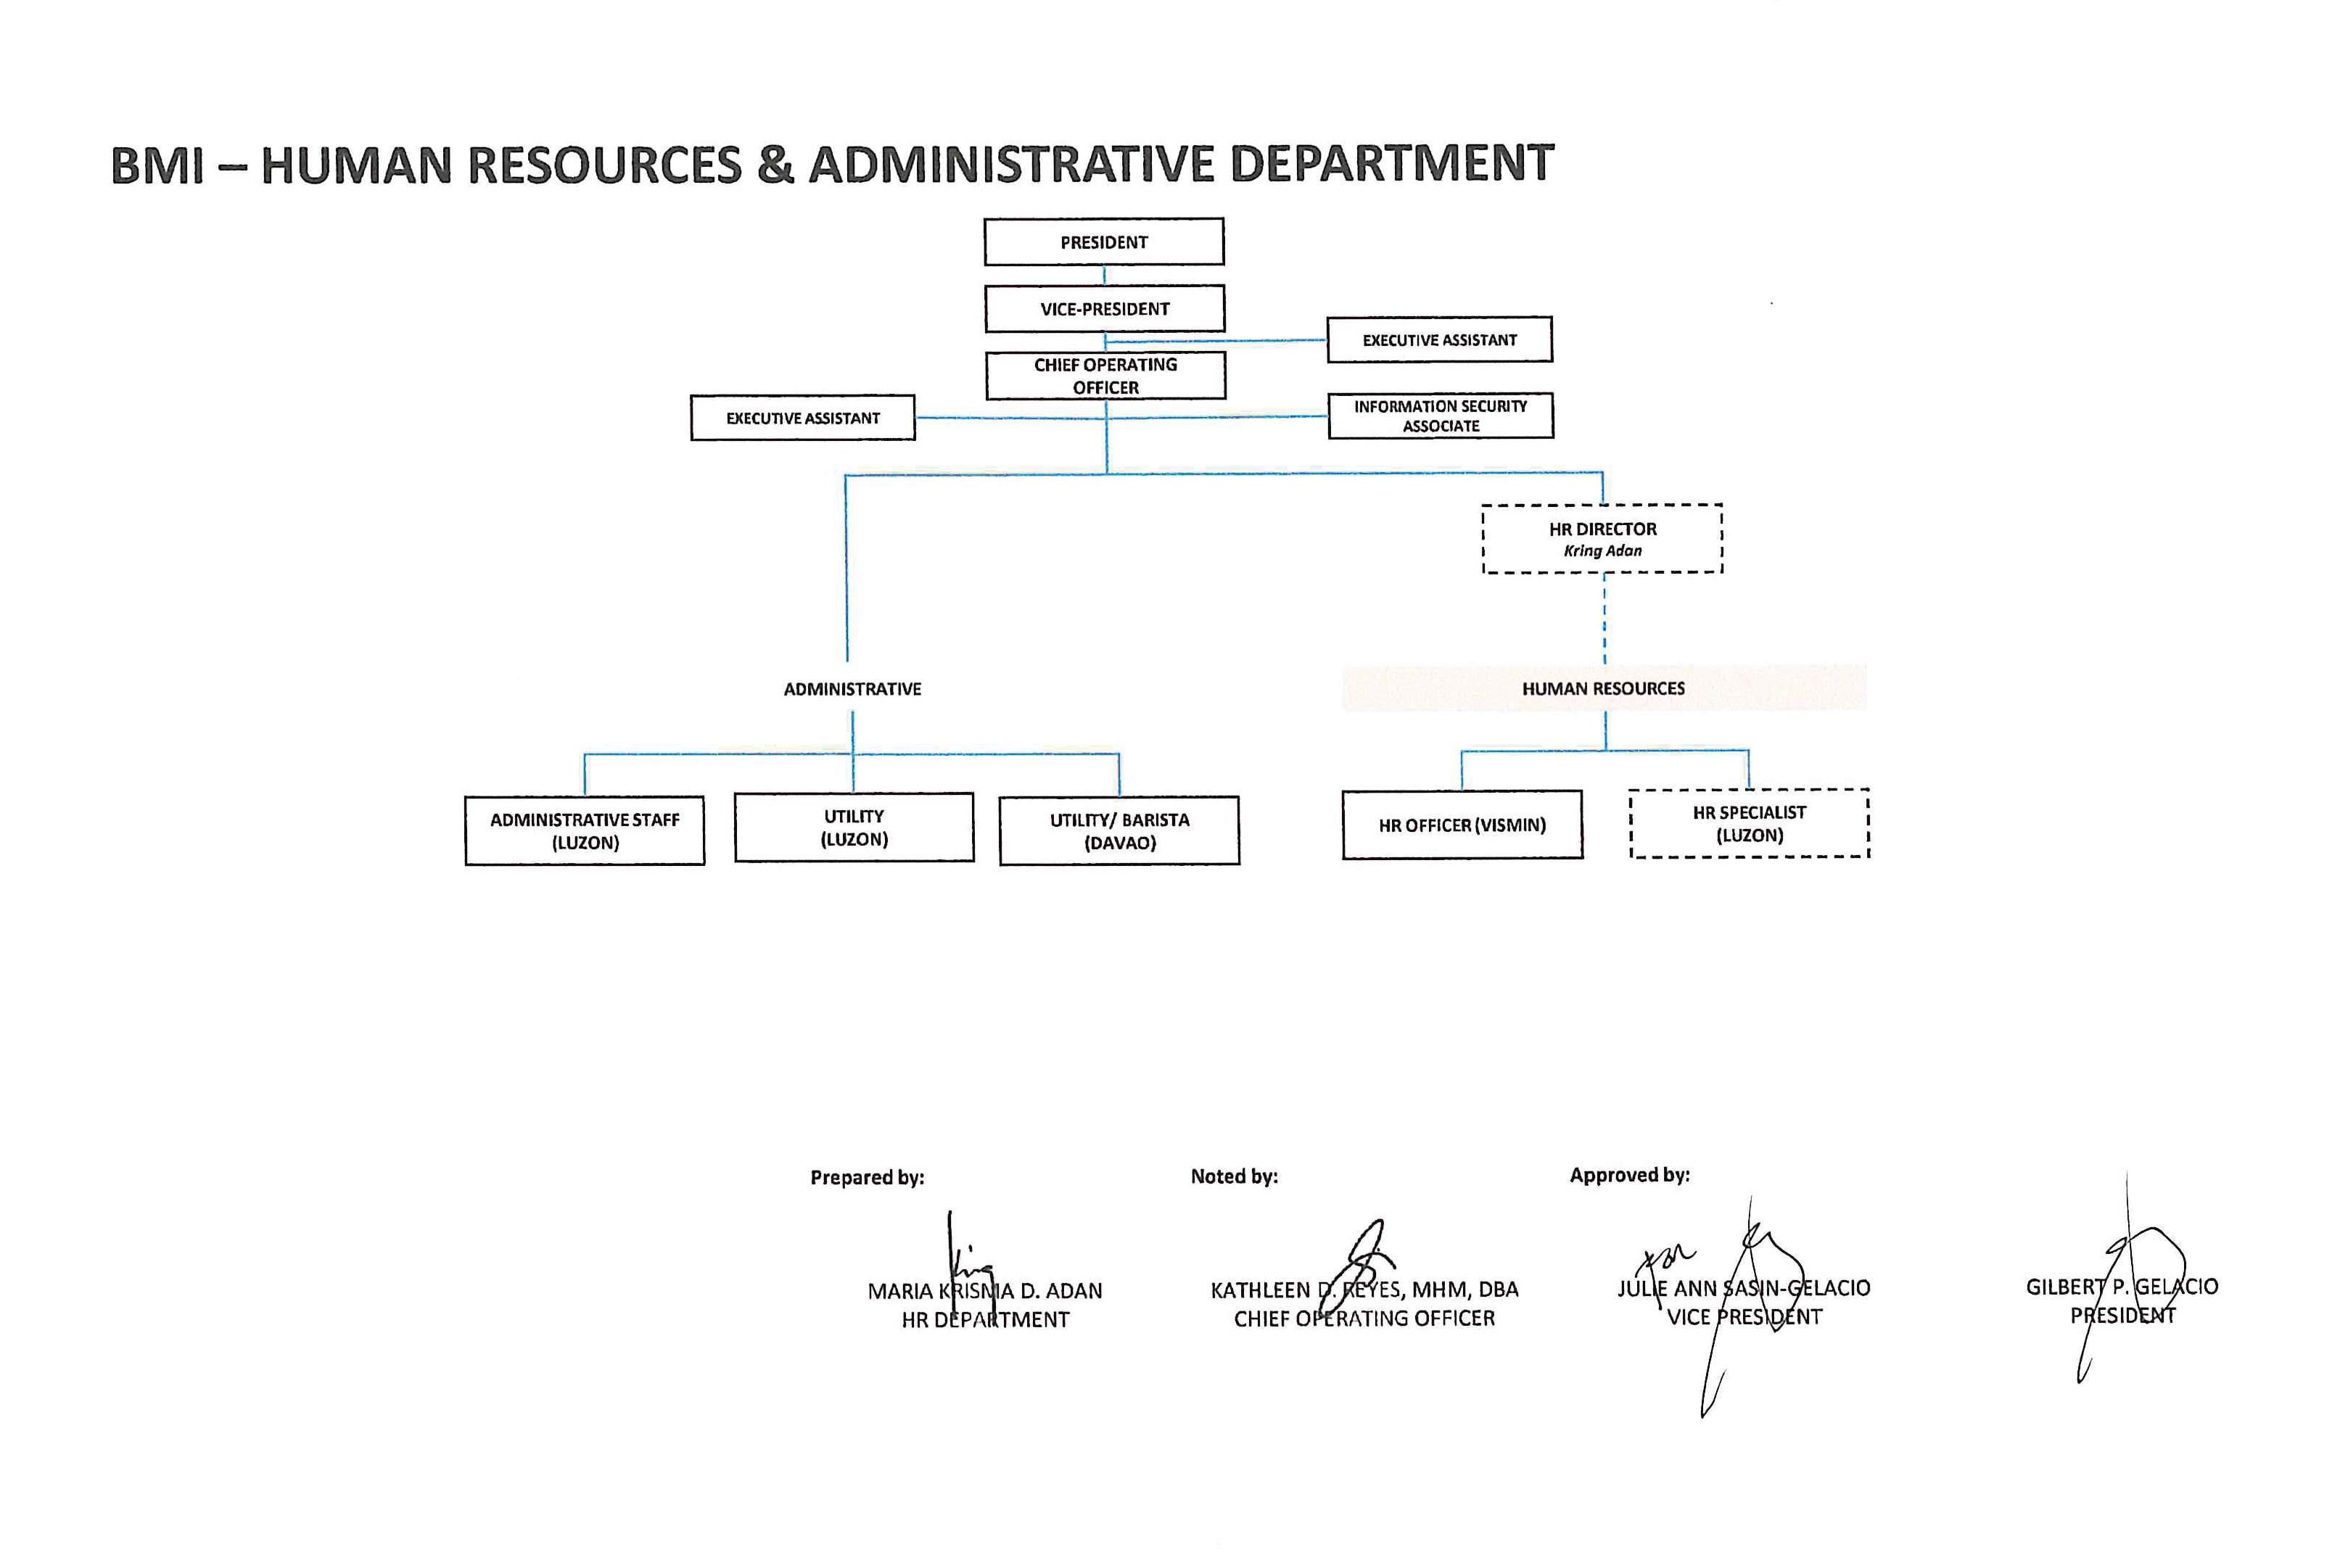 BMI – HUMAN RESOURCES & ADMINISTRATIVE DEPARTMENT
PRESIDENT
VICE-PRESIDENT
EXECUTIVE ASSISTANT
CHIEF OPERATING
OFFICER
EXECUTIVE ASSISTANT
INFORMATION SECURITY
ASSOCIATE
HR DIRECTOR
Kring Adan
ADMINISTRATIVE
HUMAN RESOURCES
ADMINISTRATIVE STAFF
(LUZON)
UTILITY
(LUZON)
UTILITY/ BARISTA
(DAVAO)
HR OFFICER (VISMIN)
HR SPECIALIST
(LUZON)
Prepared by:
MARIA KRISMA D. ADAN
HR DEPARTMENT
Noted by:
KATHLEEN D. REYES, MHM, DBA
CHIEF OPERATING OFFICER
Approved by:
JULIE ANN SASIN-GELACIO
VICE PRESIDENT
GILBERT P. GELACIO
PRESIDENT